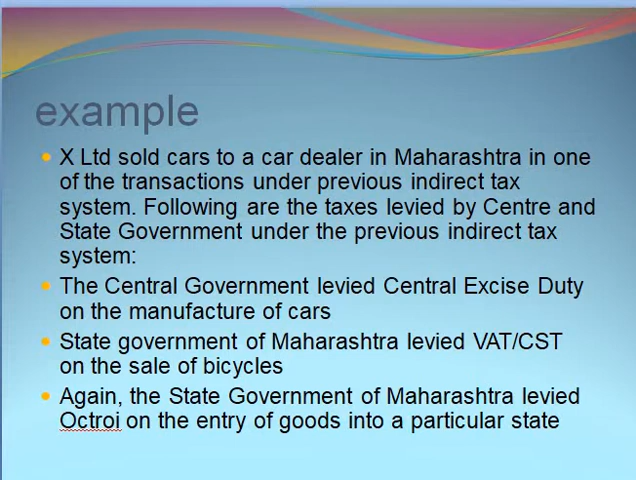 example
X Ltd sold cars to a car dealer in Maharashtra in one
of the transactions under previous indirect tax
system. Following are the taxes levied by Centre and
State Government under the previous indirect tax
system:
The Central Government levied Central Excise Duty
on the manufacture of cars
State government of Maharashtra levied VAT/CST
on the sale of bicycles
Again, the State Government of Maharashtra levied
Octroi on the entry of goods into a particular state